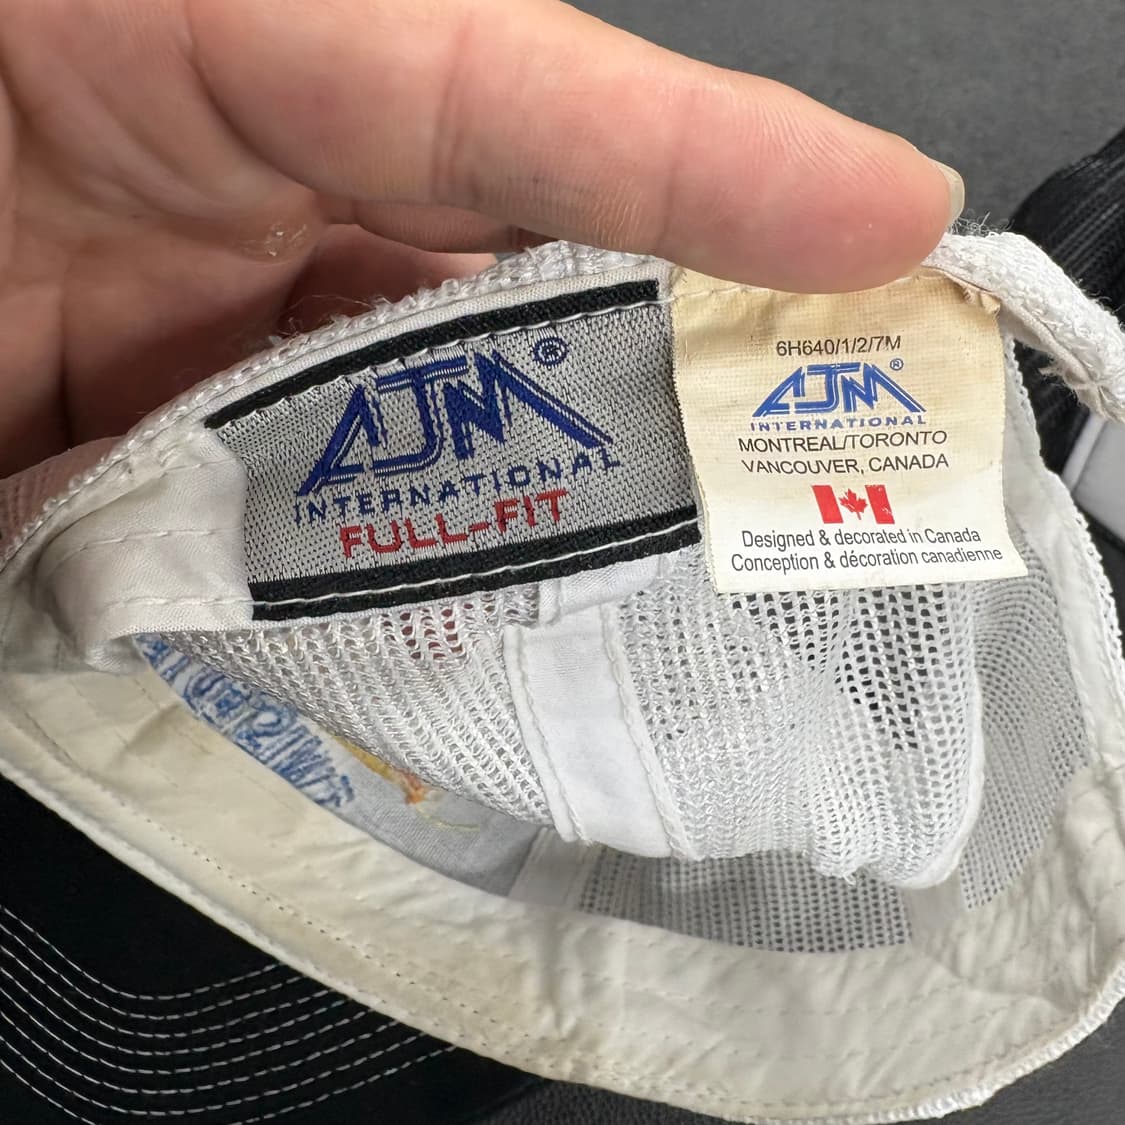 AJM®
INTERNATIONAL
FULL-FIT
6H640/1/2/7M
AJM®
INTERNATIONAL
MONTREAL/TORONTO
VANCOUVER, CANADA
Designed & decorated in Canada
Conception & décoration canadienne